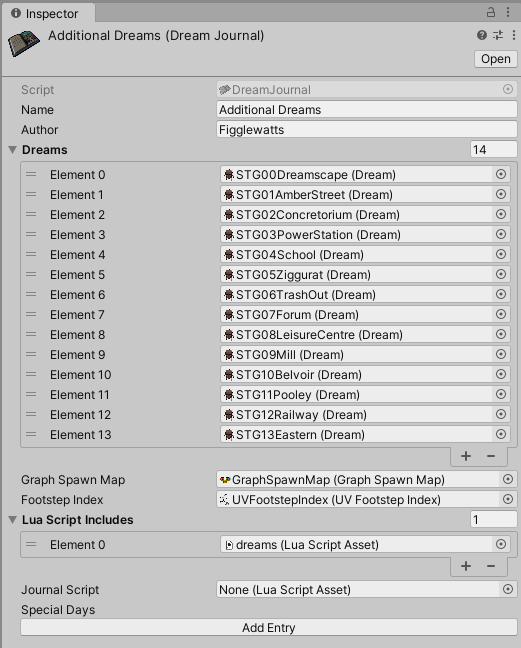 Inspector
Additional Dreams (Dream Journal)
Open
Script DreamJournal
Name Additional Dreams
Author Figglewatts
Dreams 14
Element 0 STG00Dreamscape (Dream)
Element 1 STG01AmberStreet (Dream)
Element 2 STG02Concretorium (Dream)
Element 3 STG03PowerStation (Dream)
Element 4 STG04School (Dream)
Element 5 STG05Ziggurat (Dream)
Element 6 STG06TrashOut (Dream)
Element 7 STG07Forum (Dream)
Element 8 STG08LeisureCentre (Dream)
Element 9 STG09Mill (Dream)
Element 10 STG10Belvoir (Dream)
Element 11 STG11Pooley (Dream)
Element 12 STG12Railway (Dream)
Element 13 STG13Eastern (Dream)
Graph Spawn Map GraphSpawnMap (Graph Spawn Map)
Footstep Index UVFootstepIndex (UV Footstep Index)
Lua Script Includes 1
Element 0 dreams (Lua Script Asset)
Journal Script None (Lua Script Asset)
Special Days
Add Entry